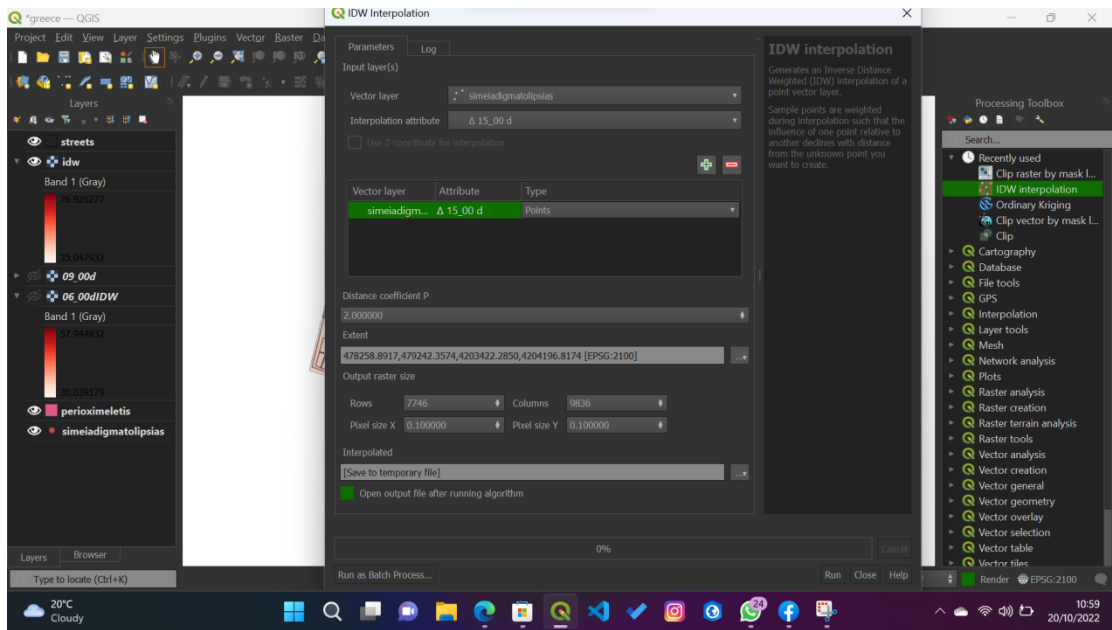 *greece — QGIS
IDW Interpolation
Project Edit View Layer Settings Plugins Vector Raster Da
Layers
streets
idw
Band 1 (Gray)
76.926277
35.047932
09_00d
06_00dIDW
Band 1 (Gray)
57.944832
30.039179
perioximeletis
simeiadigmatolipsias
Layers Browser
Type to locate (Ctrl+K)
Parameters Log
Input layer(s)
Vector layer simeiadigmatolipsias
Interpolation attribute Δ 15_00 d
Use Z-coordinate for interpolation
Vector layer Attribute Type
simeiadigm... Δ 15_00 d Points
Distance coefficient P
2.000000
Extent
478258.8917,479242.3574,4203422.2850,4204196.8174 [EPSG:2100]
Output raster size
Rows 7746 Columns 9836
Pixel size X 0.100000 Pixel size Y 0.100000
Interpolated
[Save to temporary file]
Open output file after running algorithm
0% Cancel
Run as Batch Process... Run Close Help
IDW interpolation
Generates an Inverse Distance
Weighted (IDW) interpolation of a
point vector layer.
Sample points are weighted
during interpolation such that the
influence of one point relative to
another declines with distance
from the unknown point you
want to create.
Processing Toolbox
Search...
Recently used
Clip raster by mask l...
IDW interpolation
Ordinary Kriging
Clip vector by mask l...
Clip
Cartography
Database
File tools
GPS
Interpolation
Layer tools
Mesh
Network analysis
Plots
Raster analysis
Raster creation
Raster terrain analysis
Raster tools
Vector analysis
Vector creation
Vector general
Vector geometry
Vector overlay
Vector selection
Vector table
Vector tiles
Render EPSG:2100
20°C
Cloudy
24
10:59
20/10/2022